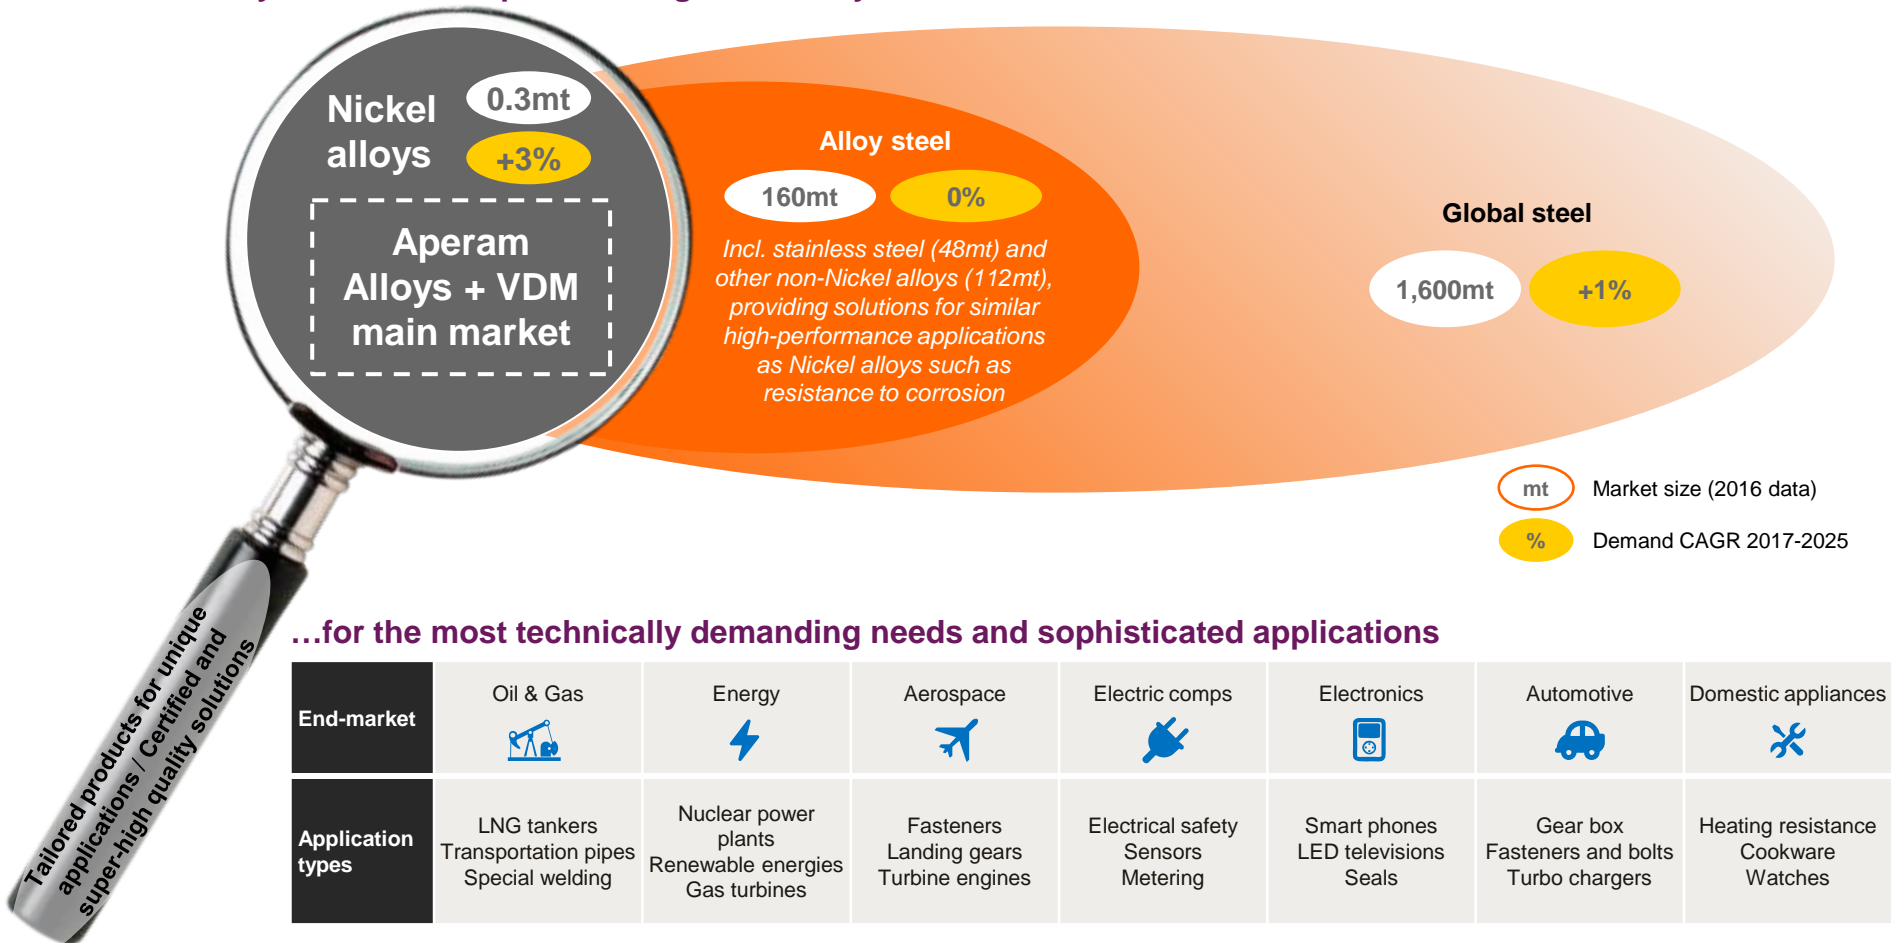 Nickel
alloys
0.3mt
+3%
Aperam
Alloys + VDM
main market
Alloy steel
160mt
0%
Incl. stainless steel (48mt) and
other non-Nickel alloys (112mt),
providing solutions for similar
high-performance applications
as Nickel alloys such as
resistance to corrosion
Global steel
1,600mt
+1%
mt
Market size (2016 data)
%
Demand CAGR 2017-2025
Tailored products for unique
applications / Certified and
super-high quality solutions
…for the most technically demanding needs and sophisticated applications
End-market
Oil & Gas
Energy
Aerospace
Electric comps
Electronics
Automotive
Domestic appliances
Application
types
LNG tankers
Transportation pipes
Special welding
Nuclear power
plants
Renewable energies
Gas turbines
Fasteners
Landing gears
Turbine engines
Electrical safety
Sensors
Metering
Smart phones
LED televisions
Seals
Gear box
Fasteners and bolts
Turbo chargers
Heating resistance
Cookware
Watches